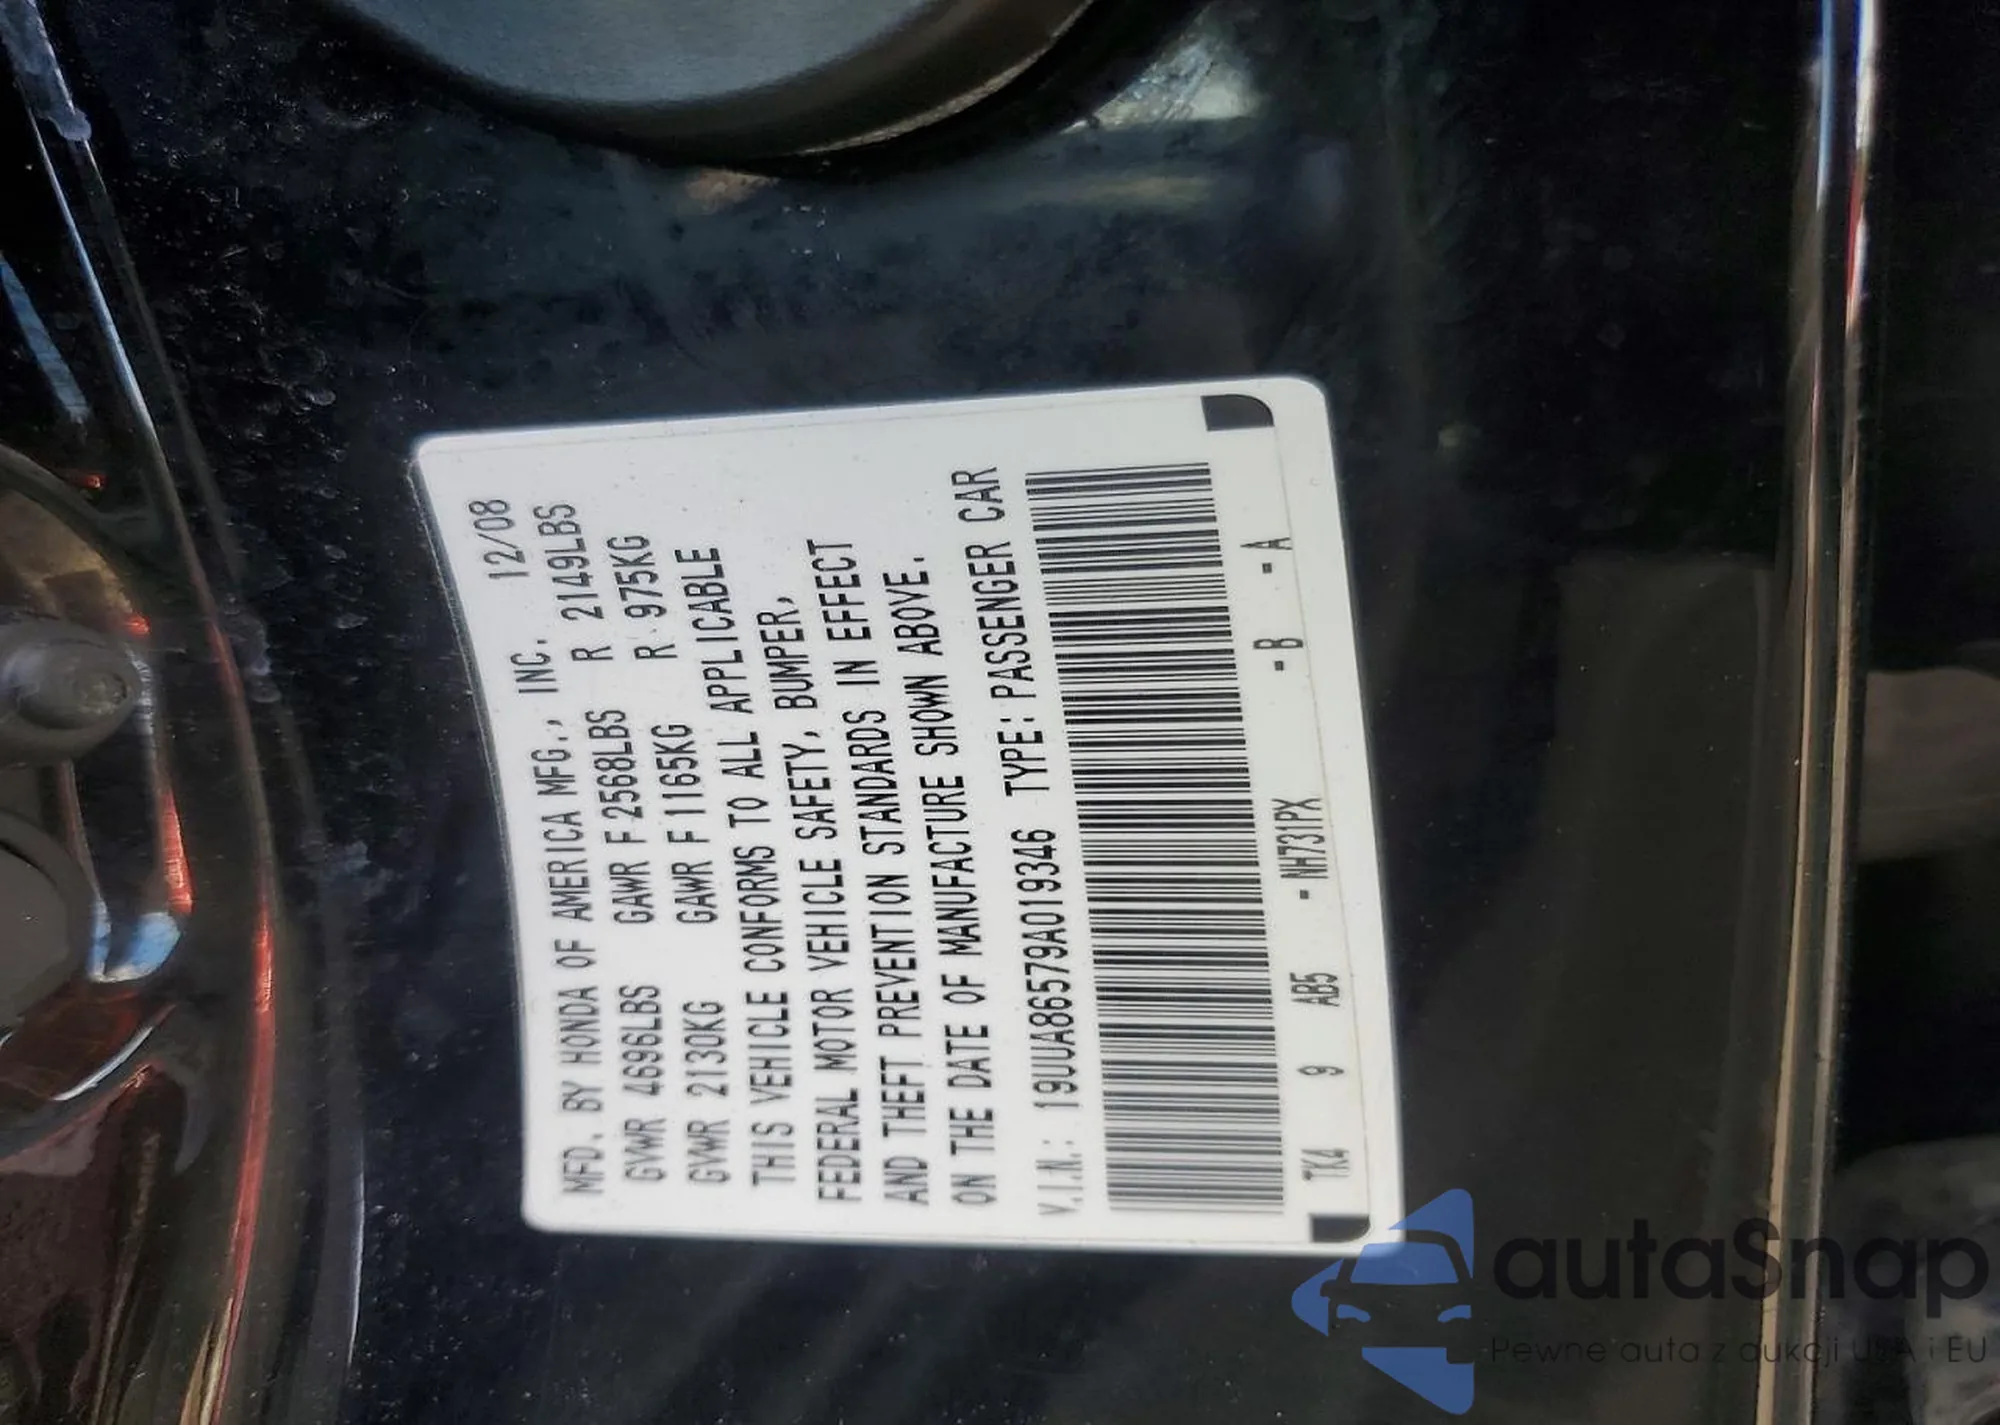 MFD. BY HONDA OF AMERICA MFG., INC. 12/08
GVWR 4696LBS GAWR F 2568LBS R 2149LBS
GVWR 2130KG GAWR F 1165KG R 975KG
THIS VEHICLE CONFORMS TO ALL APPLICABLE
FEDERAL MOTOR VEHICLE SAFETY, BUMPER,
AND THEFT PREVENTION STANDARDS IN EFFECT
ON THE DATE OF MANUFACTURE SHOWN ABOVE.
V.I.N.: 19UUA86579A019346 TYPE: PASSENGER CAR
TK4 9 AB5 - NH731PX - B - A
autaSnap
Pewne auta z aukcji USA i EU